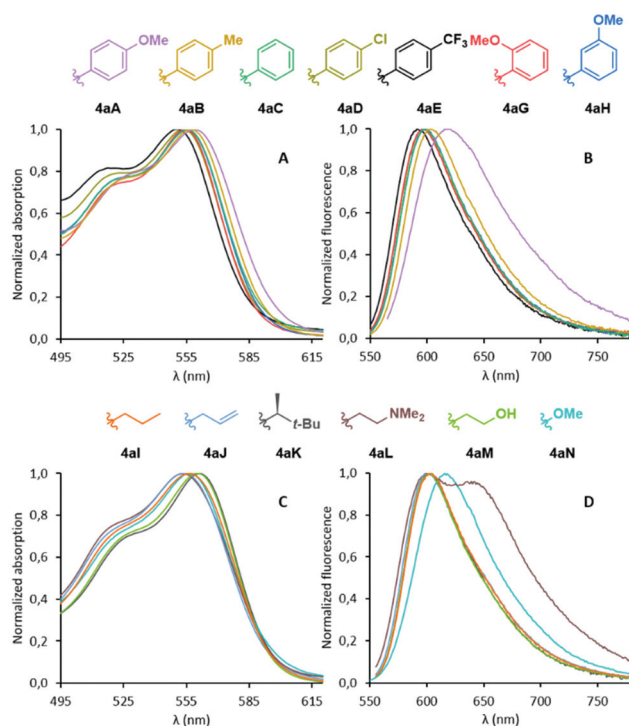 OMe
OMe
Me
Cl
CF3
MeO
4aA
4aB
4aC
4aD
4aE
4aG
4aH
1,0
0,8
0,6
0,4
0,2
0,0
Normalized absorption
A
495
525
555
585
615
λ (nm)
1,0
0,8
0,6
0,4
0,2
0,0
Normalized fluorescence
B
550
600
650
700
750
λ (nm)
t-Bu
NMe2
OH
OMe
4aI
4aJ
4aK
4aL
4aM
4aN
1,0
0,8
0,6
0,4
0,2
0,0
Normalized absorption
C
495
525
555
585
615
λ (nm)
1,0
0,8
0,6
0,4
0,2
0,0
Normalized fluorescence
D
550
600
650
700
750
λ (nm)